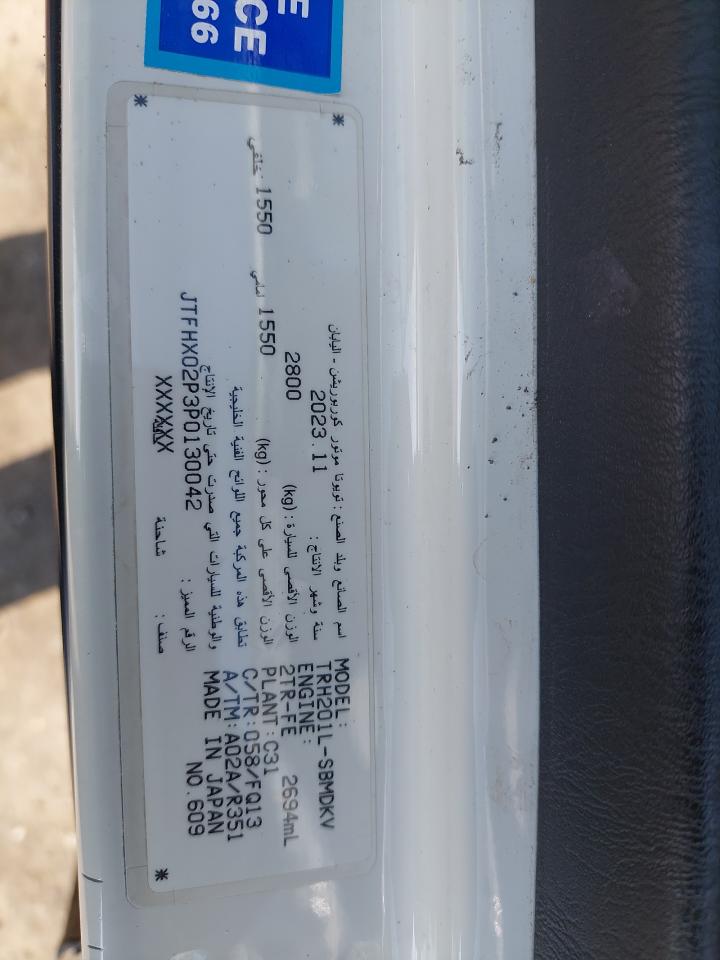 E
CE
66
اسم الصانع وبلد الصنع : تويوتا موتور كوربوريشن - اليابان
سنة وشهر الانتاج : 2023.11
الوزن الأقصى للسيارة : (kg) 2800
الوزن الأقصى على كل محور : (kg) 1550 أمامي 1550 خلفي
تطابق هذه المركبة جميع اللوائح الفنية الخليجية
والوطنية للسيارات التي صدرت حتى تاريخ الإنتاج
الرقم المميز : JTFHX02P3P0130042
صنف : شاحنة XXXXXX
MODEL:
TRH201L-SBMDKV
ENGINE:
2TR-FE 2694mL
PLANT:C31
C/TR:058/FQ13
A/TM:A02A/R351
MADE IN JAPAN
NO.609